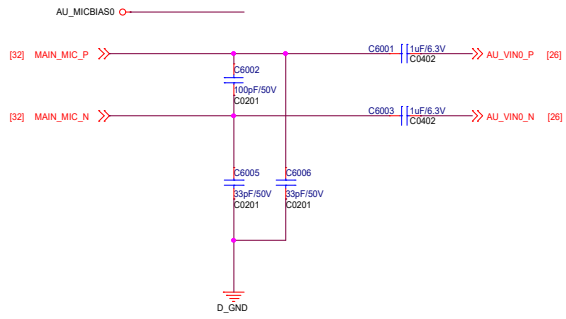 AU_MICBIAS0
[32] MAIN_MIC_P
C6001 1uF/6.3V
C0402
AU_VIN0_P [26]
C6002
100pF/50V
C0201
[32] MAIN_MIC_N
C6003 1uF/6.3V
C0402
AU_VIN0_N [26]
C6005
33pF/50V
C0201
C6006
33pF/50V
C0201
D_GND